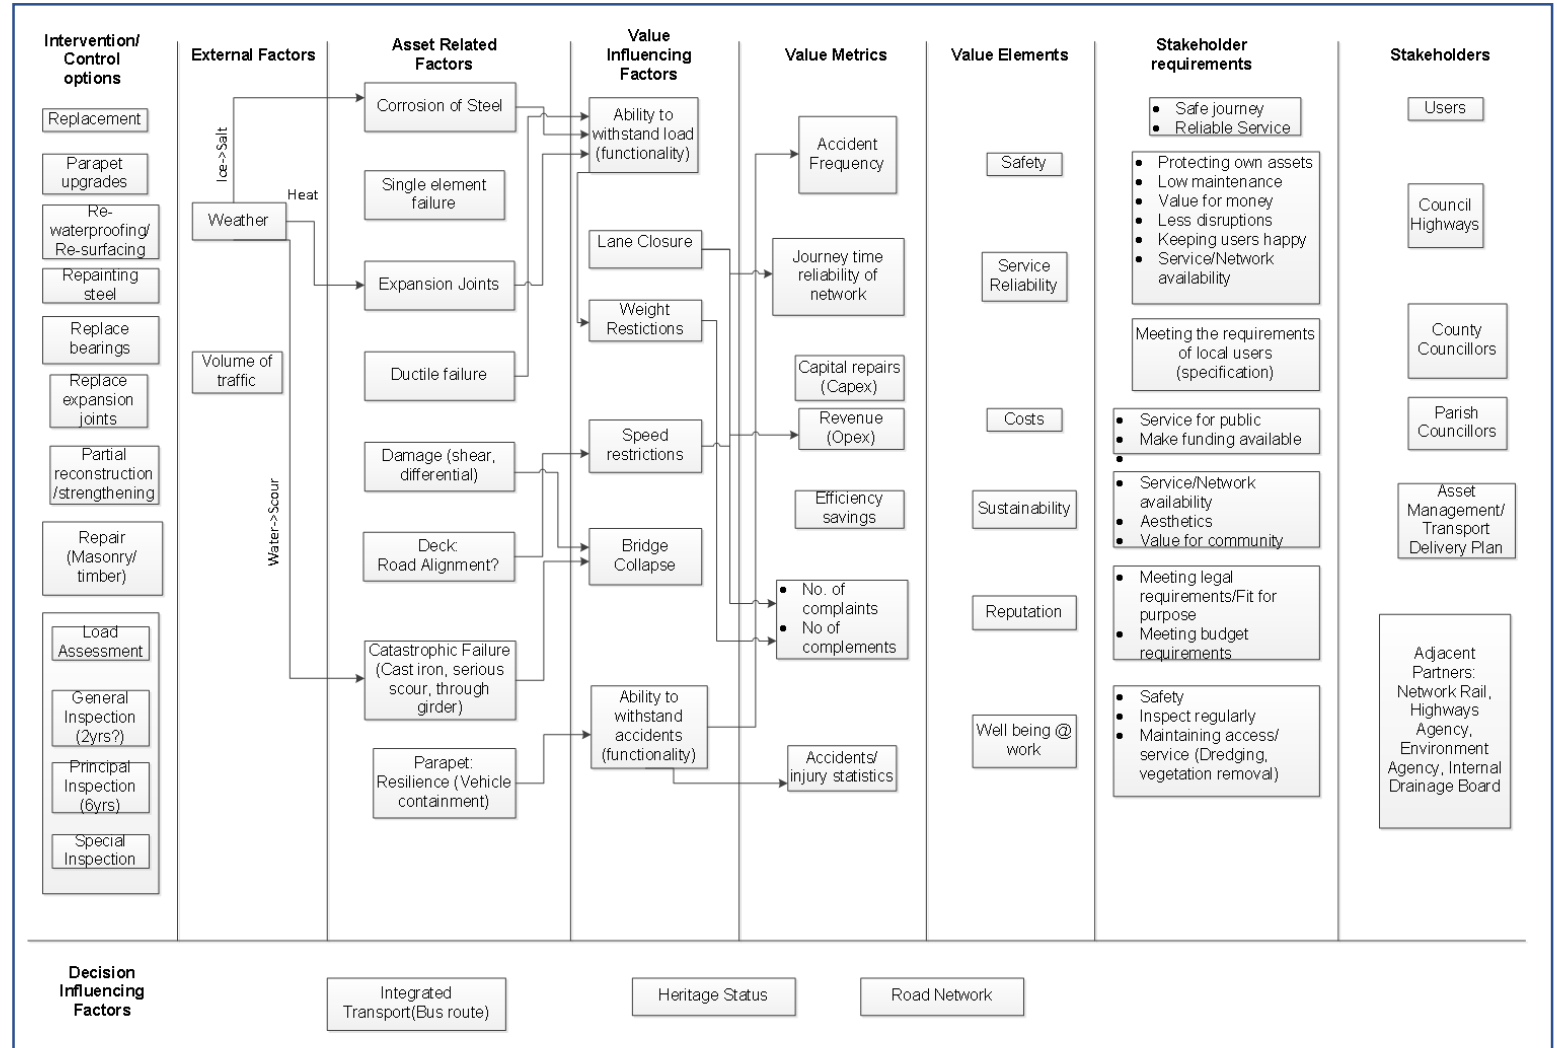 Intervention/
Control
options
Replacement
Parapet
upgrades
Re-
waterproofing/
Re-surfacing
Repainting
steel
Replace
bearings
Replace
expansion
joints
Partial
reconstruction
/strengthening
Repair
(Masonry/
timber)
Load
Assessment
General
Inspection
(2yrs?)
Principal
Inspection
(6yrs)
Special
Inspection
External Factors
Ice->Salt
Heat
Weather
Volume of
traffic
Water->Scour
Asset Related
Factors
Corrosion of Steel
Single element
failure
Expansion Joints
Ductile failure
Damage (shear,
differential)
Deck:
Road Alignment?
Catastrophic Failure
(Cast iron, serious
scour, through
girder)
Parapet:
Resilience (Vehicle
containment)
Value
Influencing
Factors
Ability to
withstand load
(functionality)
Lane Closure
Weight
Restictions
Speed
restrictions
Bridge
Collapse
Ability to
withstand
accidents
(functionality)
Value Metrics
Accident
Frequency
Journey time
reliability of
network
Capital repairs
(Capex)
Revenue
(Opex)
Efficiency
savings
• No. of
complaints
• No of
complements
Accidents/
injury statistics
Value Elements
Safety
Service
Reliability
Costs
Sustainability
Reputation
Well being @
work
Stakeholder
requirements
• Safe journey
• Reliable Service
• Protecting own assets
• Low maintenance
• Value for money
• Less disruptions
• Keeping users happy
• Service/Network
availability
Meeting the requirements
of local users
(specification)
• Service for public
• Make funding available
•
• Service/Network
availability
• Aesthetics
• Value for community
• Meeting legal
requirements/Fit for
purpose
• Meeting budget
requirements
• Safety
• Inspect regularly
• Maintaining access/
service (Dredging,
vegetation removal)
Stakeholders
Users
Council
Highways
County
Councillors
Parish
Councillors
Asset
Management/
Transport
Delivery Plan
Adjacent
Partners:
Network Rail,
Highways
Agency,
Environment
Agency, Internal
Drainage Board
Decision
Influencing
Factors
Integrated
Transport(Bus route)
Heritage Status
Road Network